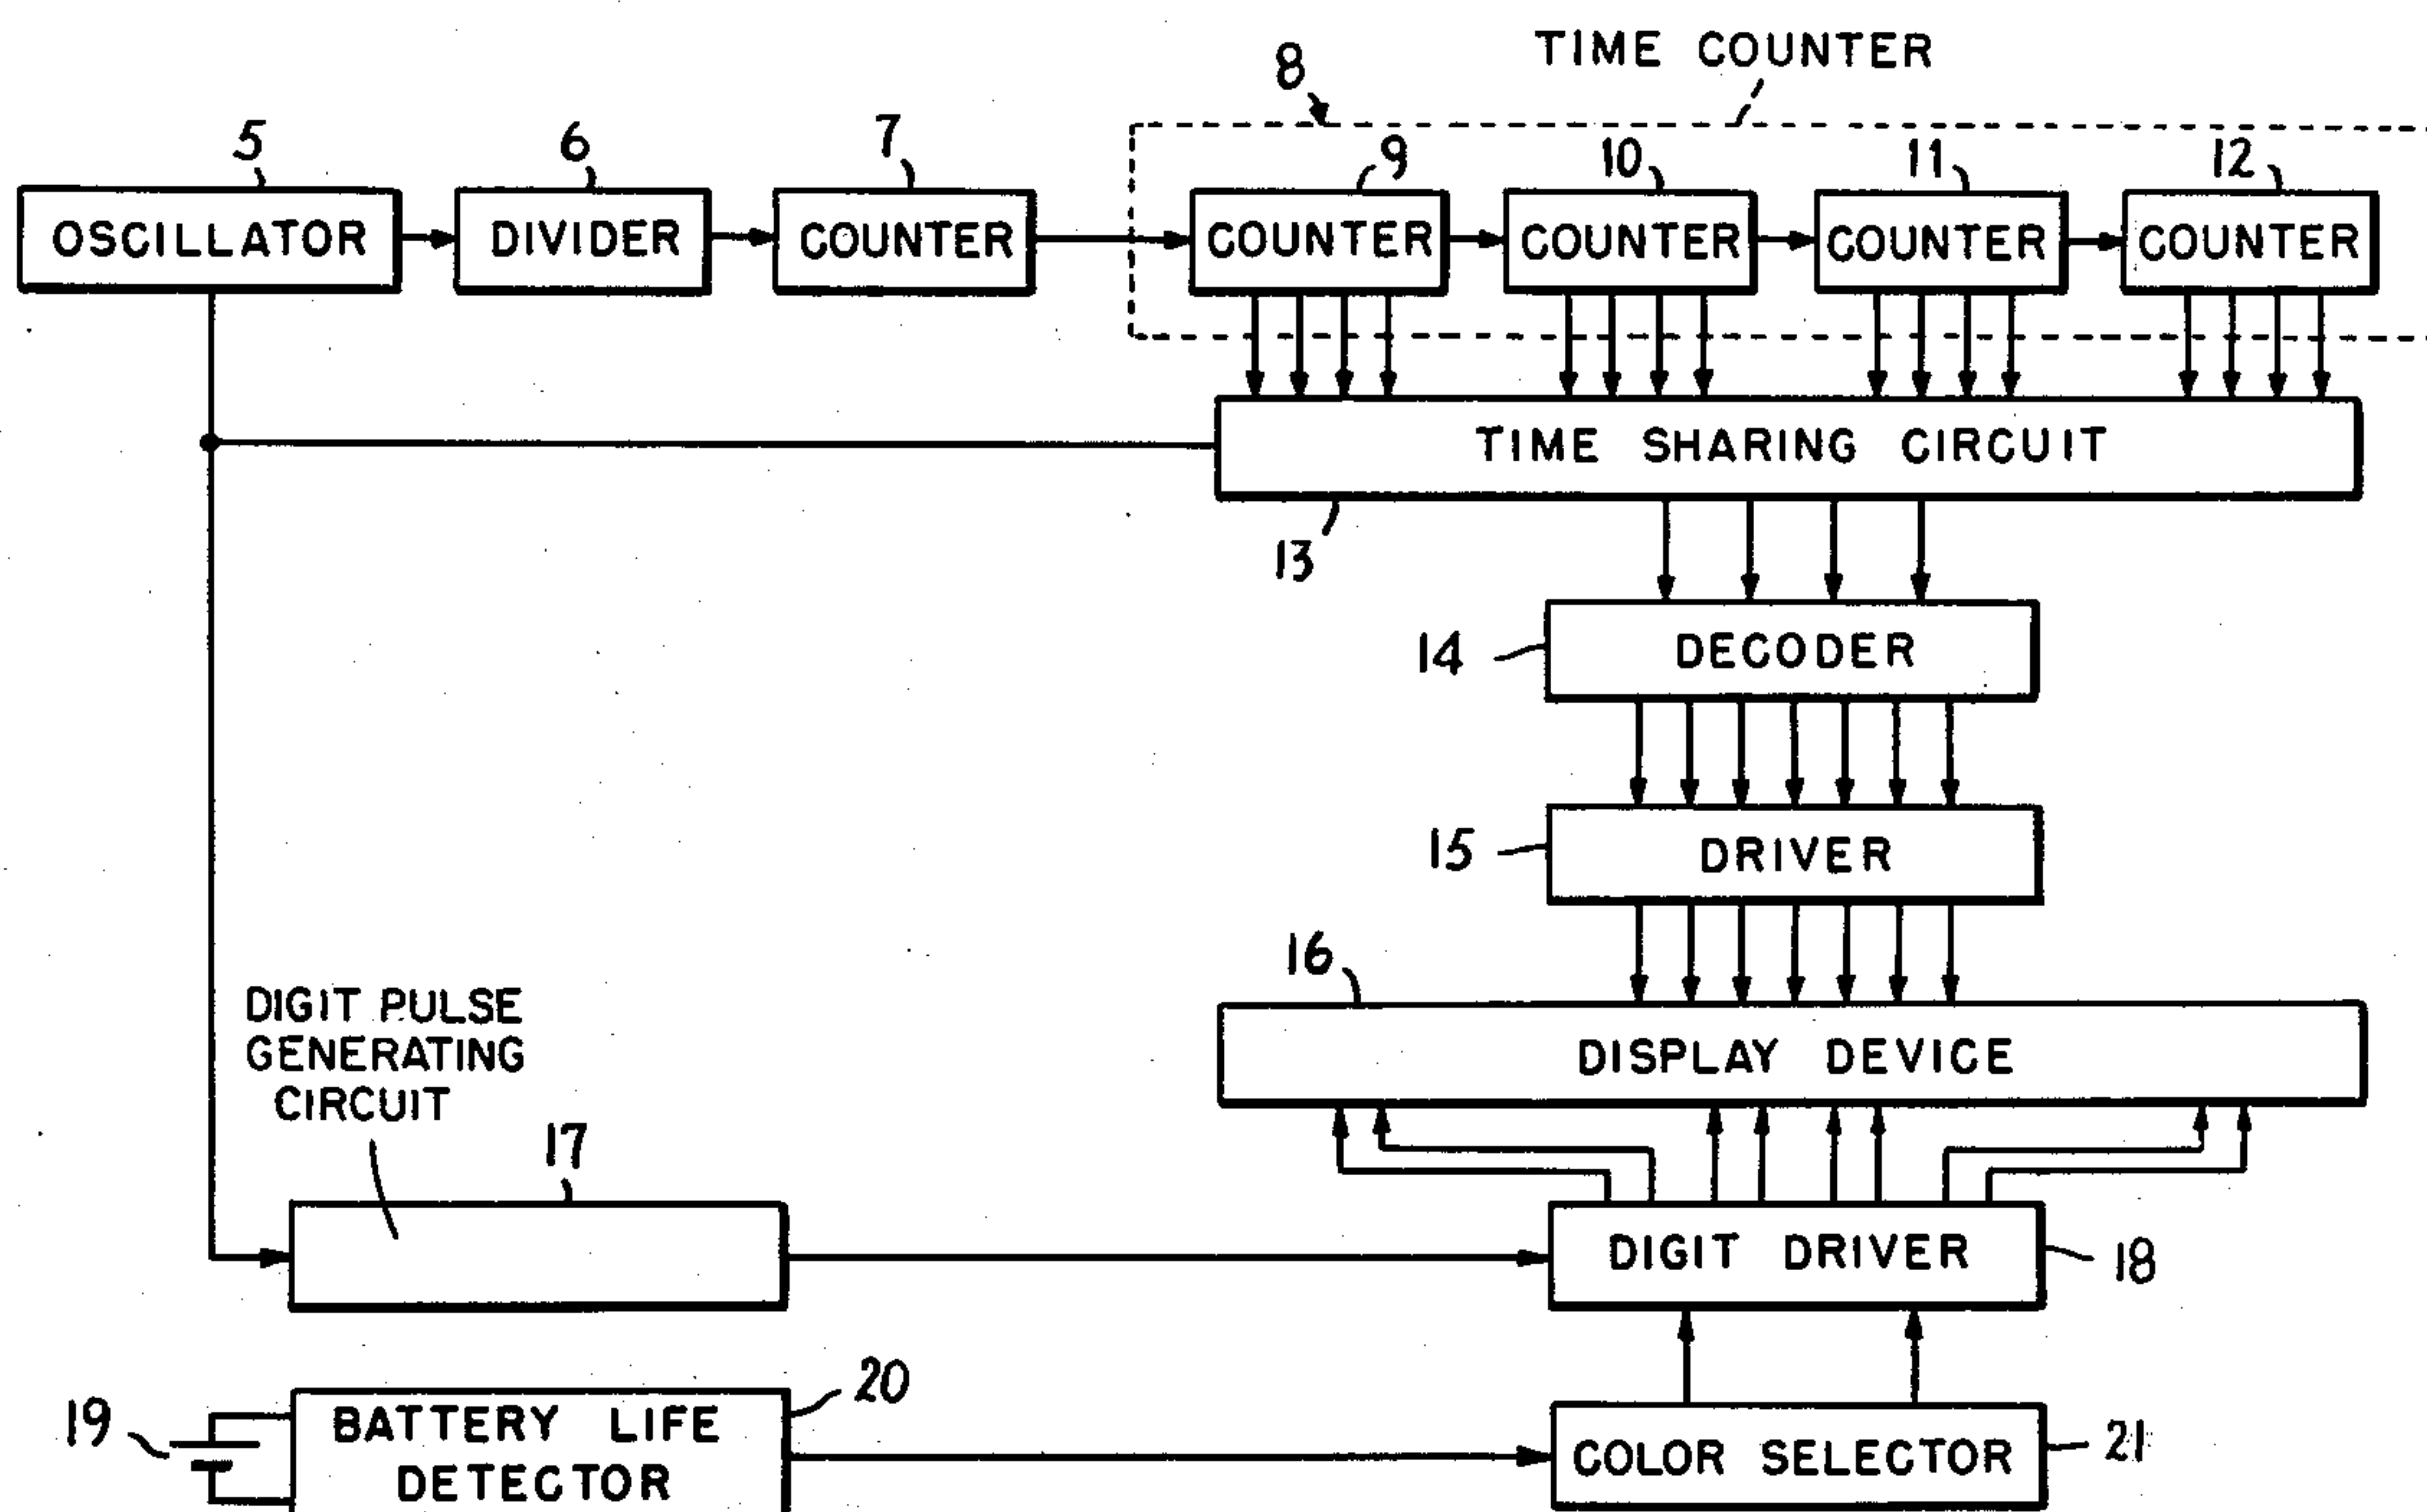 TIME COUNTER
8
5
6
7
9
10
11
12
OSCILLATOR
DIVIDER
COUNTER
COUNTER
COUNTER
COUNTER
COUNTER
TIME SHARING CIRCUIT
13
14
DECODER
15
DRIVER
16
DISPLAY DEVICE
DIGIT PULSE
GENERATING
CIRCUIT
17
DIGIT DRIVER
18
19
BATTERY LIFE
DETECTOR
20
COLOR SELECTOR
21